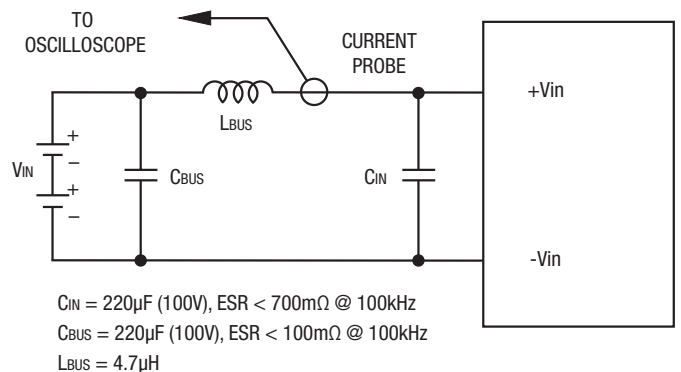 TO
OSCILLOSCOPE
CURRENT
PROBE
+Vin
LBUS
+
VIN
−
+
−
CBUS
CIN
-Vin
CIN = 220µF (100V), ESR < 700mΩ @ 100kHz
CBUS = 220µF (100V), ESR < 100mΩ @ 100kHz
LBUS = 4.7µH